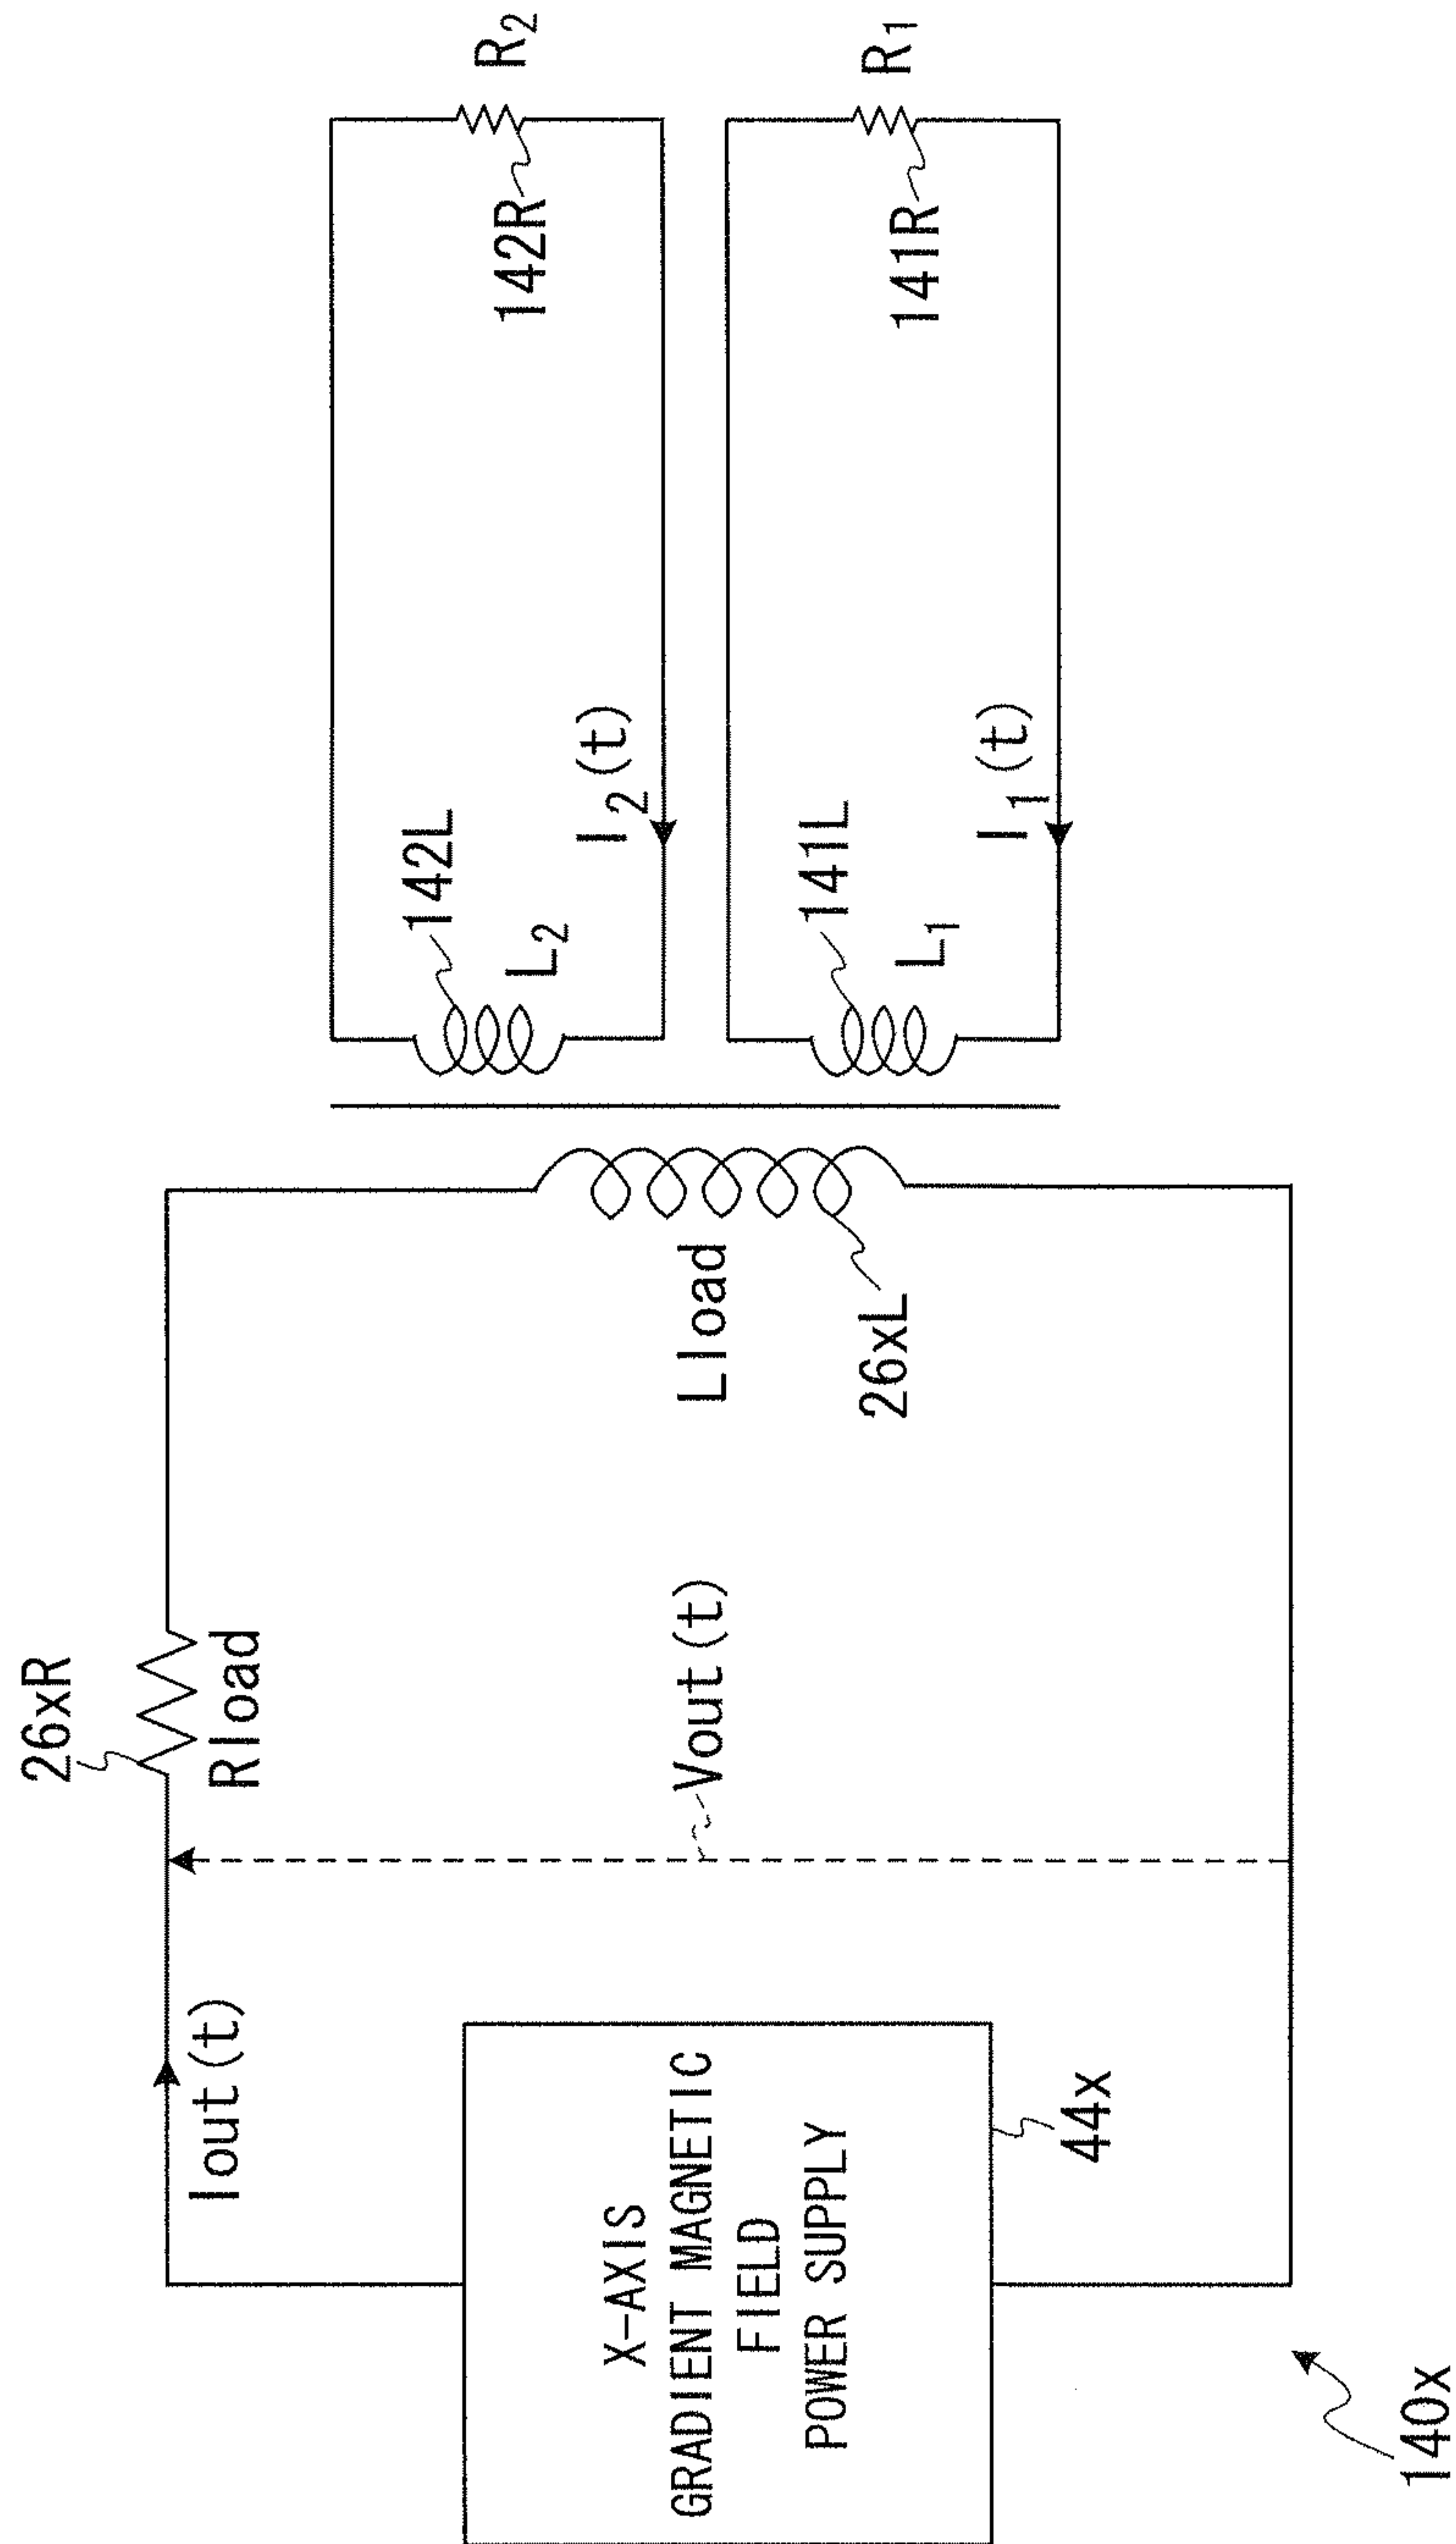 26xR
Rload
Iout(t)
X-AXIS
GRADIENT MAGNETIC
FIELD
POWER SUPPLY
44x
140x
Vout(t)
Lload
26xL
142L
L2
I2(t)
142R
R2
141L
L1
I1(t)
141R
R1